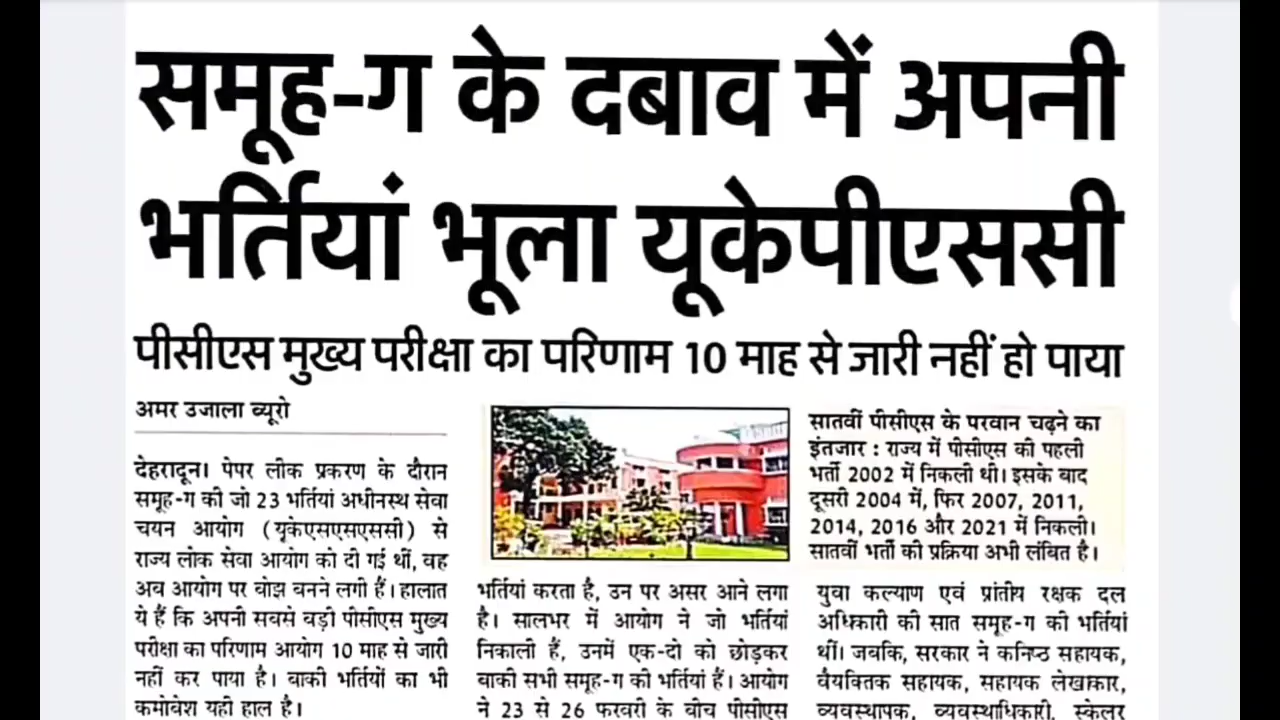 समूह-ग के दबाव में अपनी
भर्तियां भूला यूकेपीएससी
पीसीएस मुख्य परीक्षा का परिणाम 10 माह से जारी नहीं हो पाया
अमर उजाला ब्यूरो
देहरादून। पेपर लीक प्रकरण के दौरान
समूह-ग की जो 23 भर्तियां अधीनस्थ सेवा
चयन आयोग (यूकेएसएसएससी) से
राज्य लोक सेवा आयोग को दी गई थीं, वह
अब आयोग पर बोझ बनने लगी हैं। हालात
ये हैं कि अपनी सबसे बड़ी पीसीएस मुख्य
परीक्षा का परिणाम आयोग 10 माह से जारी
नहीं कर पाया है। बाकी भर्तियों का भी
कमोबेश यही हाल है।
सातवीं पीसीएस के परवान चढ़ने का
इंतजार : राज्य में पीसीएस की पहली
भर्ती 2002 में निकली थी। इसके बाद
दूसरी 2004 में, फिर 2007, 2011,
2014, 2016 और 2021 में निकली।
सातवीं भर्ती की प्रक्रिया अभी लंबित है।
भर्तियां करता है, उन पर असर आने लगा
है। सालभर में आयोग ने जो भर्तियां
निकाली हैं, उनमें एक-दो को छोड़कर
बाकी सभी समूह-ग की भर्तियां हैं। आयोग
ने 23 से 26 फरवरी के बीच पीसीएस
युवा कल्याण एवं प्रांतीय रक्षक दल
अधिकारी की सात समूह-ग की भर्तियां
थीं। जबकि, सरकार ने कनिष्ठ सहायक,
वैयक्तिक सहायक, सहायक लेखाकार,
व्यवस्थापक, व्यवस्थाधिकारी, स्केलर